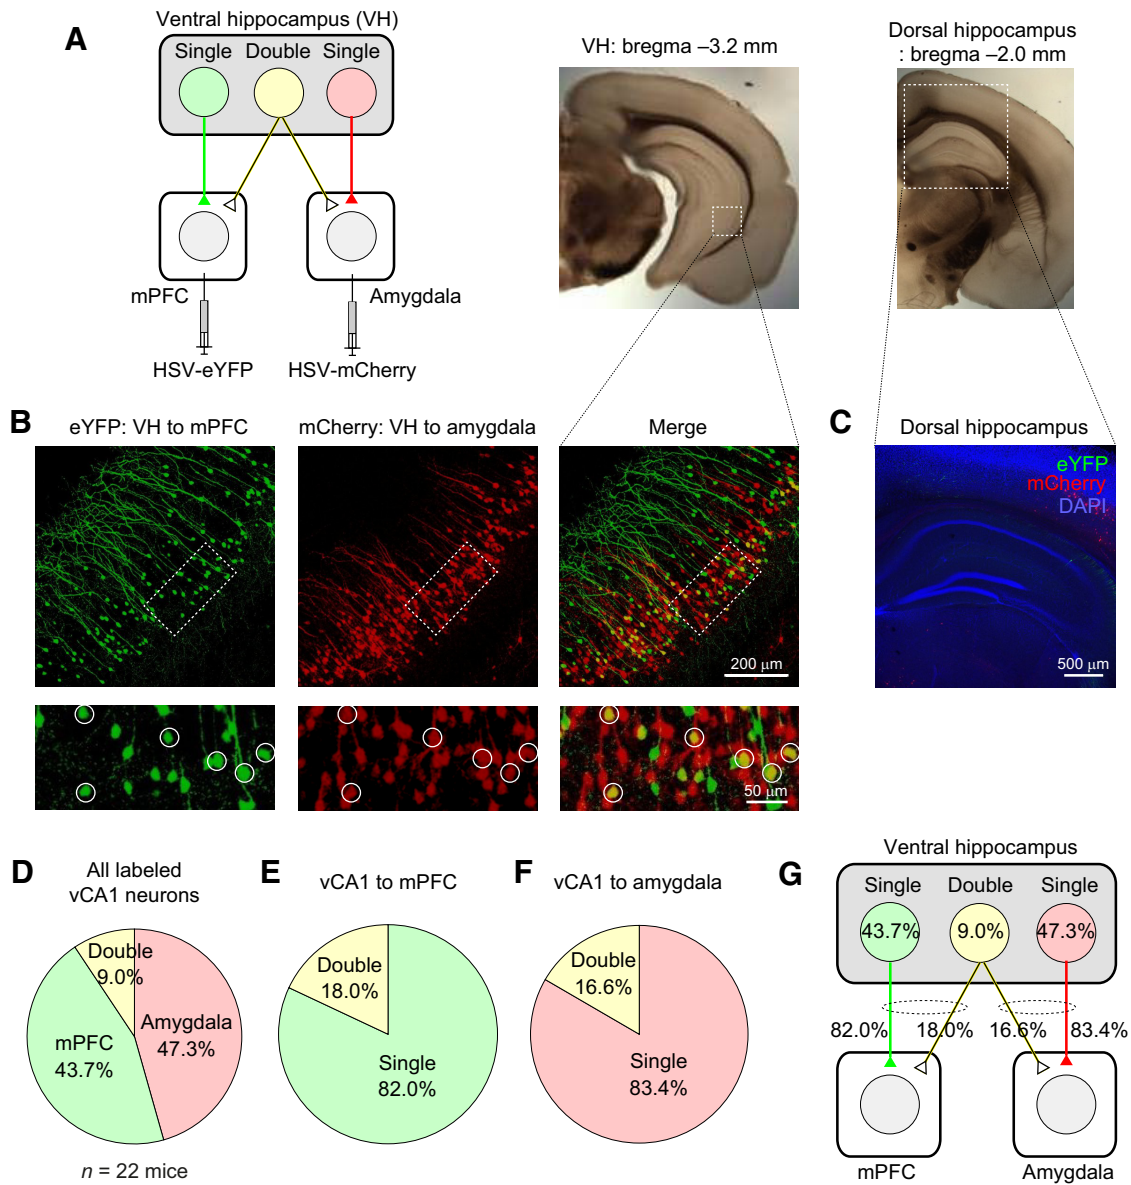 A
Ventral hippocampus (VH)
Single Double Single
mPFC
Amygdala
HSV-eYFP
HSV-mCherry
VH: bregma –3.2 mm
Dorsal hippocampus
: bregma –2.0 mm
B
eYFP: VH to mPFC
mCherry: VH to amygdala
Merge
200 μm
50 μm
C
Dorsal hippocampus
eYFP
mCherry
DAPI
500 μm
D
All labeled
vCA1 neurons
Double
9.0%
Amygdala
47.3%
mPFC
43.7%
n = 22 mice
E
vCA1 to mPFC
Double
18.0%
Single
82.0%
F
vCA1 to amygdala
Double
16.6%
Single
83.4%
G
Ventral hippocampus
Single Double Single
43.7% 9.0% 47.3%
82.0% 18.0% 16.6% 83.4%
mPFC
Amygdala